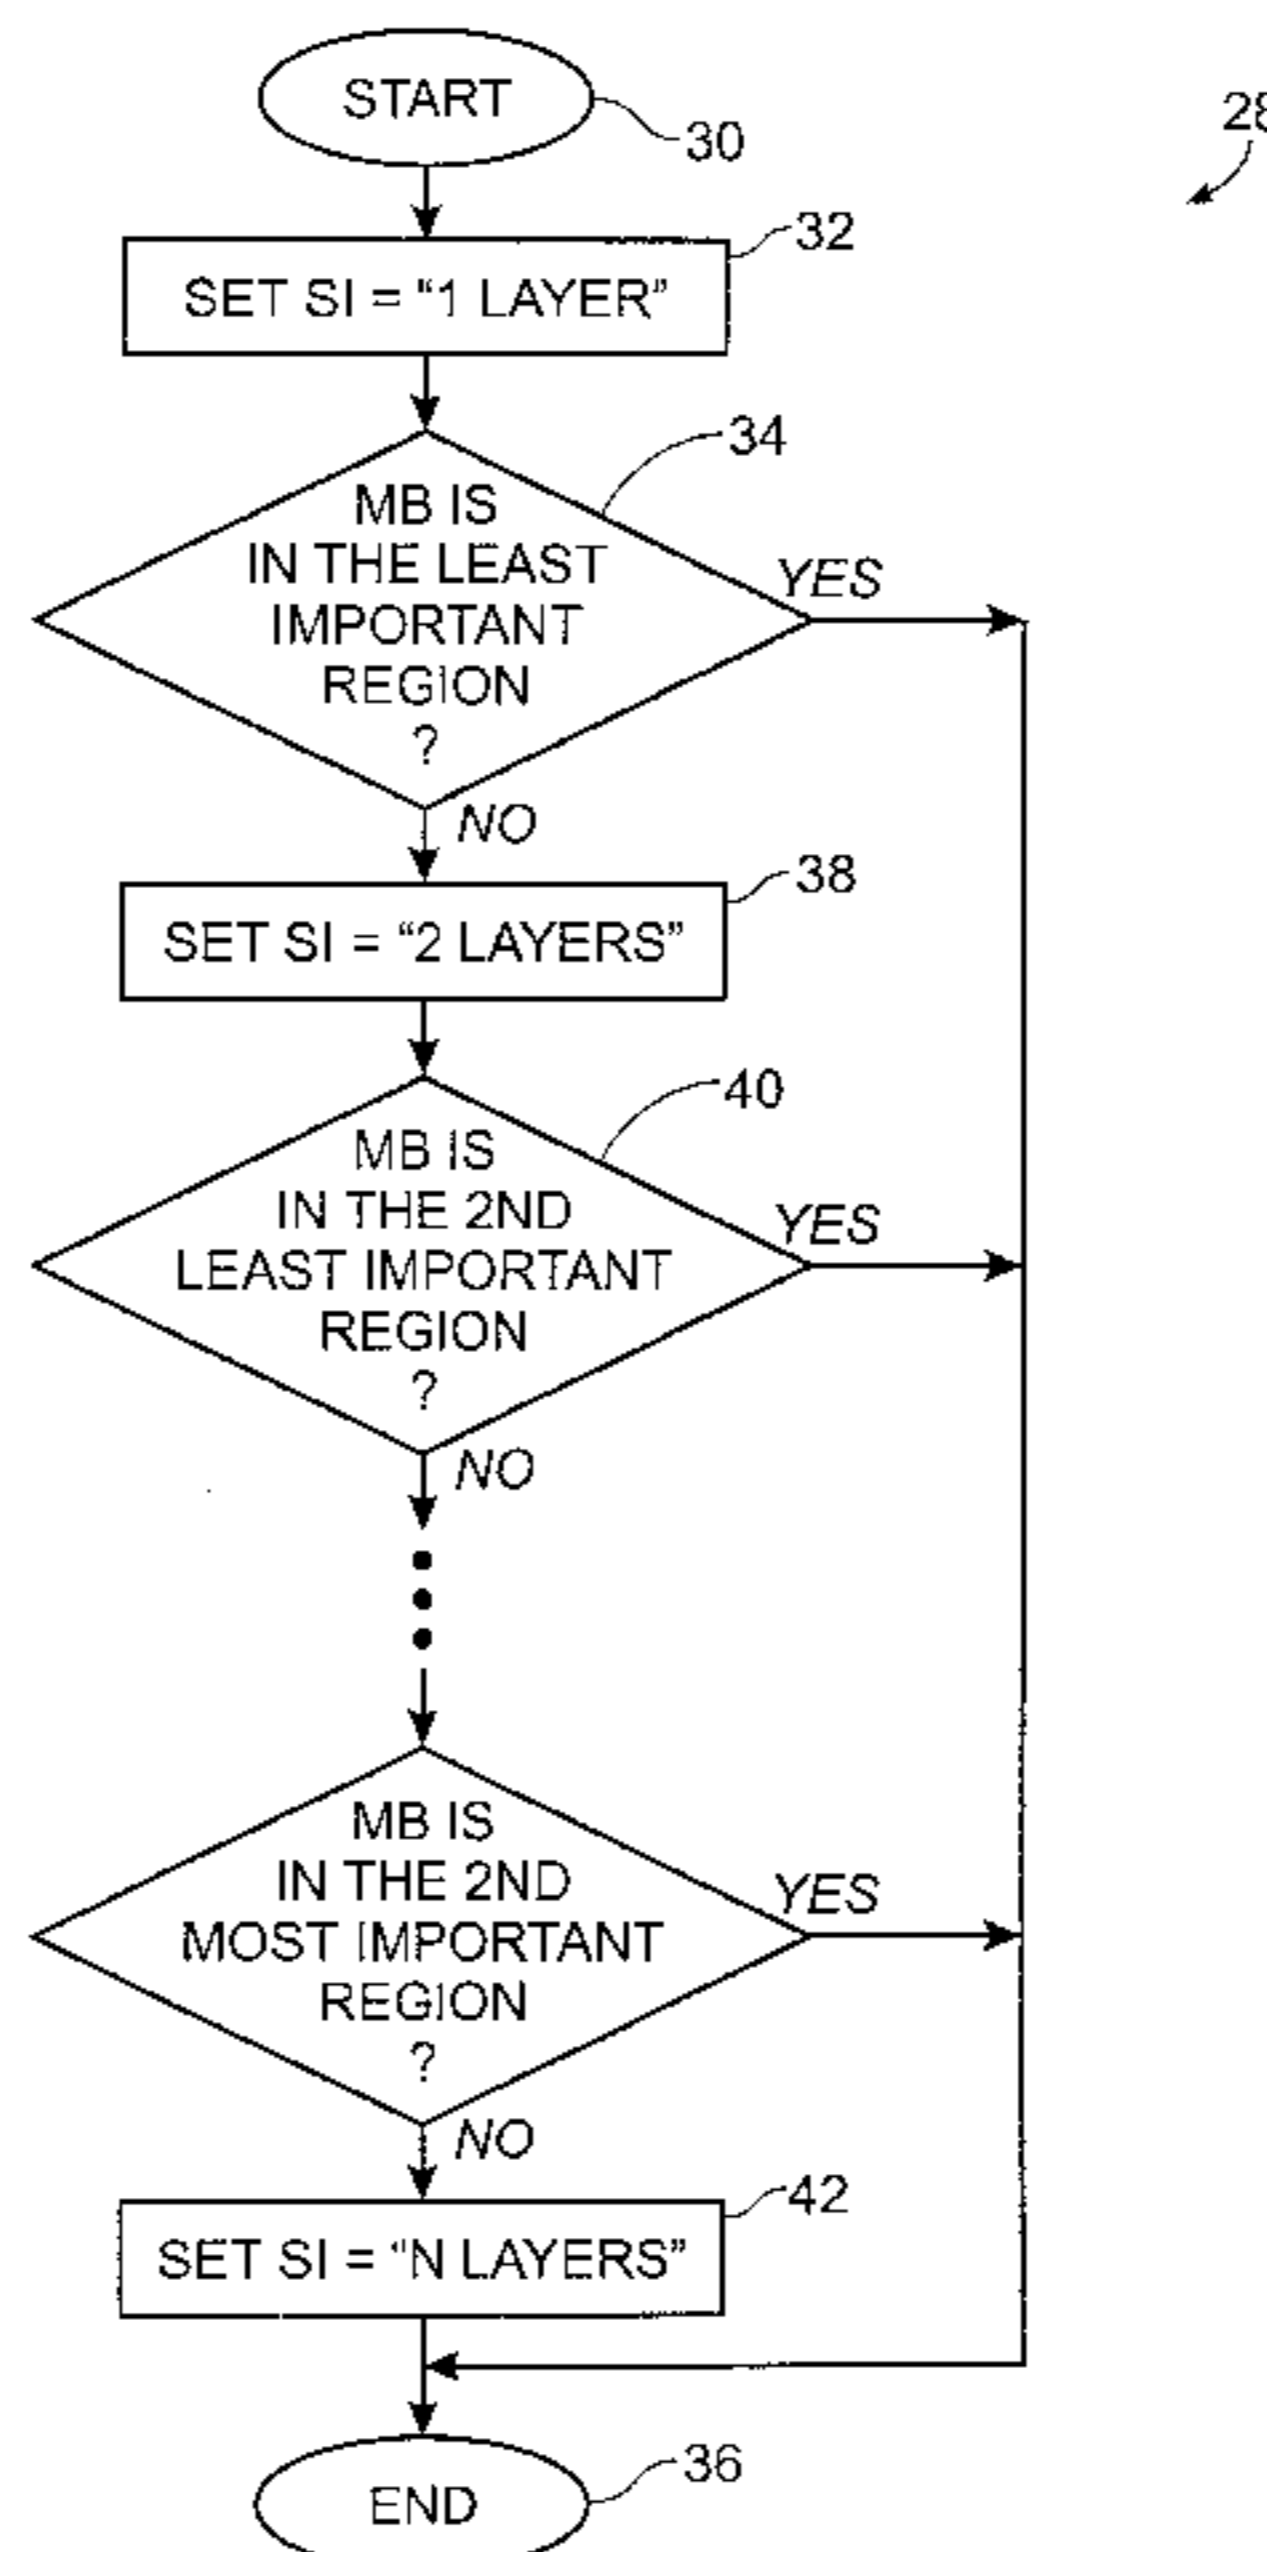 START
30
28
32
SET SI = “1 LAYER”
34
MB IS
IN THE LEAST
IMPORTANT
REGION
?
YES
NO
38
SET SI = “2 LAYERS”
40
MB IS
IN THE 2ND
LEAST IMPORTANT
REGION
?
YES
NO
MB IS
IN THE 2ND
MOST IMPORTANT
REGION
?
YES
NO
42
SET SI = “N LAYERS”
36
END